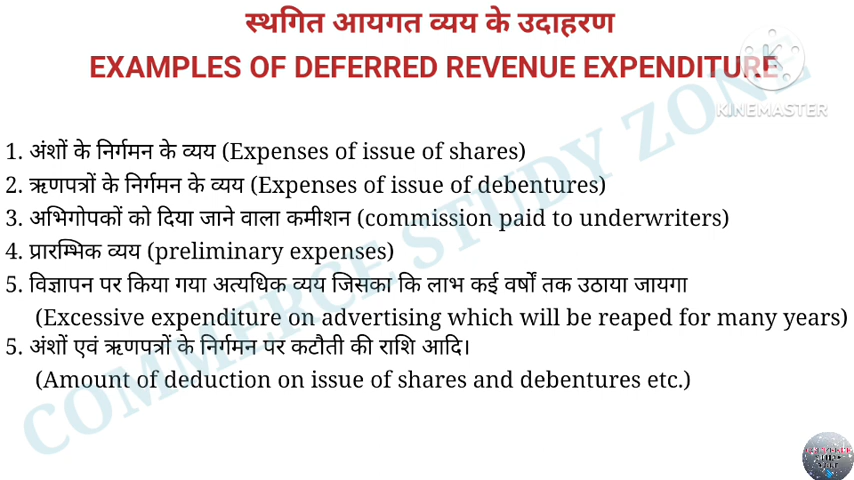 स्थगित आयगत व्यय के उदाहरण
EXAMPLES OF DEFERRED REVENUE EXPENDITURE
KINEMASTER
1. अंशों के निर्गमन के व्यय (Expenses of issue of shares)
2. ऋणपत्रों के निर्गमन के व्यय (Expenses of issue of debentures)
3. अभिगोपकों को दिया जाने वाला कमीशन (commission paid to underwriters)
4. प्रारम्भिक व्यय (preliminary expenses)
5. विज्ञापन पर किया गया अत्यधिक व्यय जिसका कि लाभ कई वर्षों तक उठाया जायगा
(Excessive expenditure on advertising which will be reaped for many years)
5. अंशों एवं ऋणपत्रों के निर्गमन पर कटौती की राशि आदि।
(Amount of deduction on issue of shares and debentures etc.)
COMMERCE STUDY ZONE